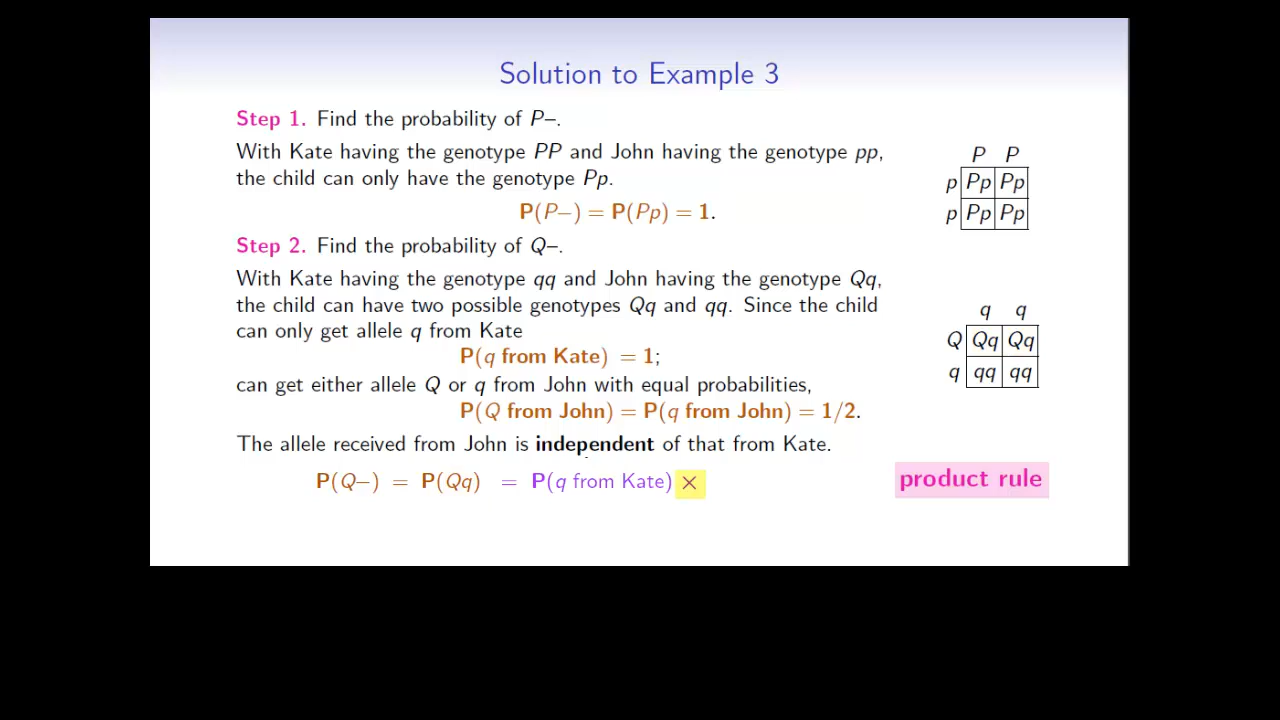 Solution to Example 3
Step 1. Find the probability of P–.
With Kate having the genotype PP and John having the genotype pp,
the child can only have the genotype Pp.
P(P−) = P(Pp) = 1.
P P
p Pp Pp
p Pp Pp
Step 2. Find the probability of Q–.
With Kate having the genotype qq and John having the genotype Qq,
the child can have two possible genotypes Qq and qq. Since the child
can only get allele q from Kate
P(q from Kate) = 1;
can get either allele Q or q from John with equal probabilities,
P(Q from John) = P(q from John) = 1/2.
q q
Q Qq Qq
q qq qq
The allele received from John is independent of that from Kate.
P(Q−) = P(Qq) = P(q from Kate) ×
product rule